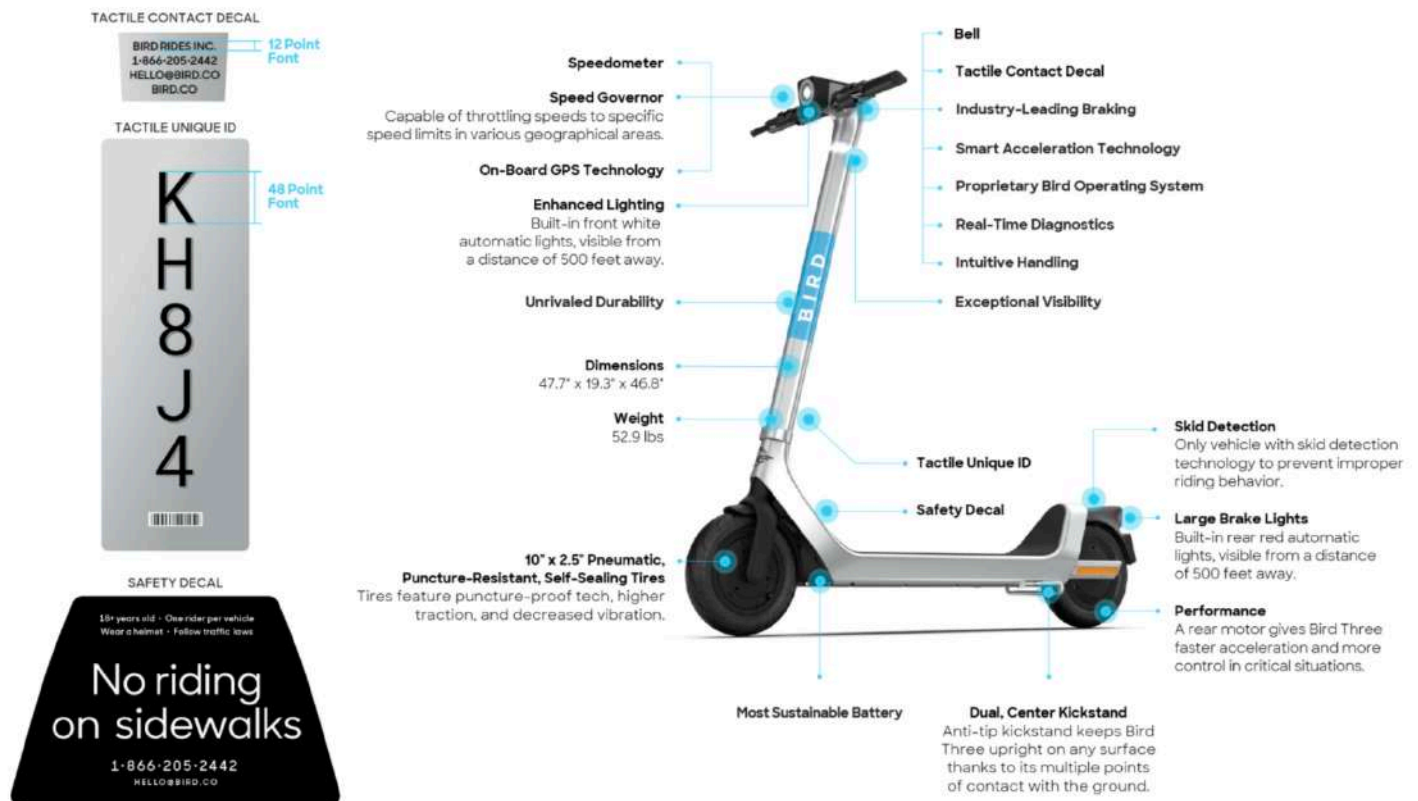 TACTILE CONTACT DECAL
BIRD RIDES INC.
1-866-205-2442
HELLO@BIRD.CO
BIRD.CO
12 Point
Font
TACTILE UNIQUE ID
K
H
8
J
4
48 Point
Font
SAFETY DECAL
18+ years old • One rider per vehicle
Wear a helmet • Follow traffic laws
No riding
on sidewalks
1-866-205-2442
HELLO@BIRD.CO
Speedometer
Speed Governor
Capable of throttling speeds to specific
speed limits in various geographical areas.
On-Board GPS Technology
Enhanced Lighting
Built-in front white
automatic lights, visible from
a distance of 500 feet away.
Unrivaled Durability
Dimensions
47.7" x 19.3" x 46.8"
Weight
52.9 lbs
10" x 2.5" Pneumatic,
Puncture-Resistant, Self-Sealing Tires
Tires feature puncture-proof tech, higher
traction, and decreased vibration.
BIRD
Bell
Tactile Contact Decal
Industry-Leading Braking
Smart Acceleration Technology
Proprietary Bird Operating System
Real-Time Diagnostics
Intuitive Handling
Exceptional Visibility
Tactile Unique ID
Safety Decal
Skid Detection
Only vehicle with skid detection
technology to prevent improper
riding behavior.
Large Brake Lights
Built-in rear red automatic
lights, visible from a distance
of 500 feet away.
Performance
A rear motor gives Bird Three
faster acceleration and more
control in critical situations.
Most Sustainable Battery
Dual, Center Kickstand
Anti-tip kickstand keeps Bird
Three upright on any surface
thanks to its multiple points
of contact with the ground.